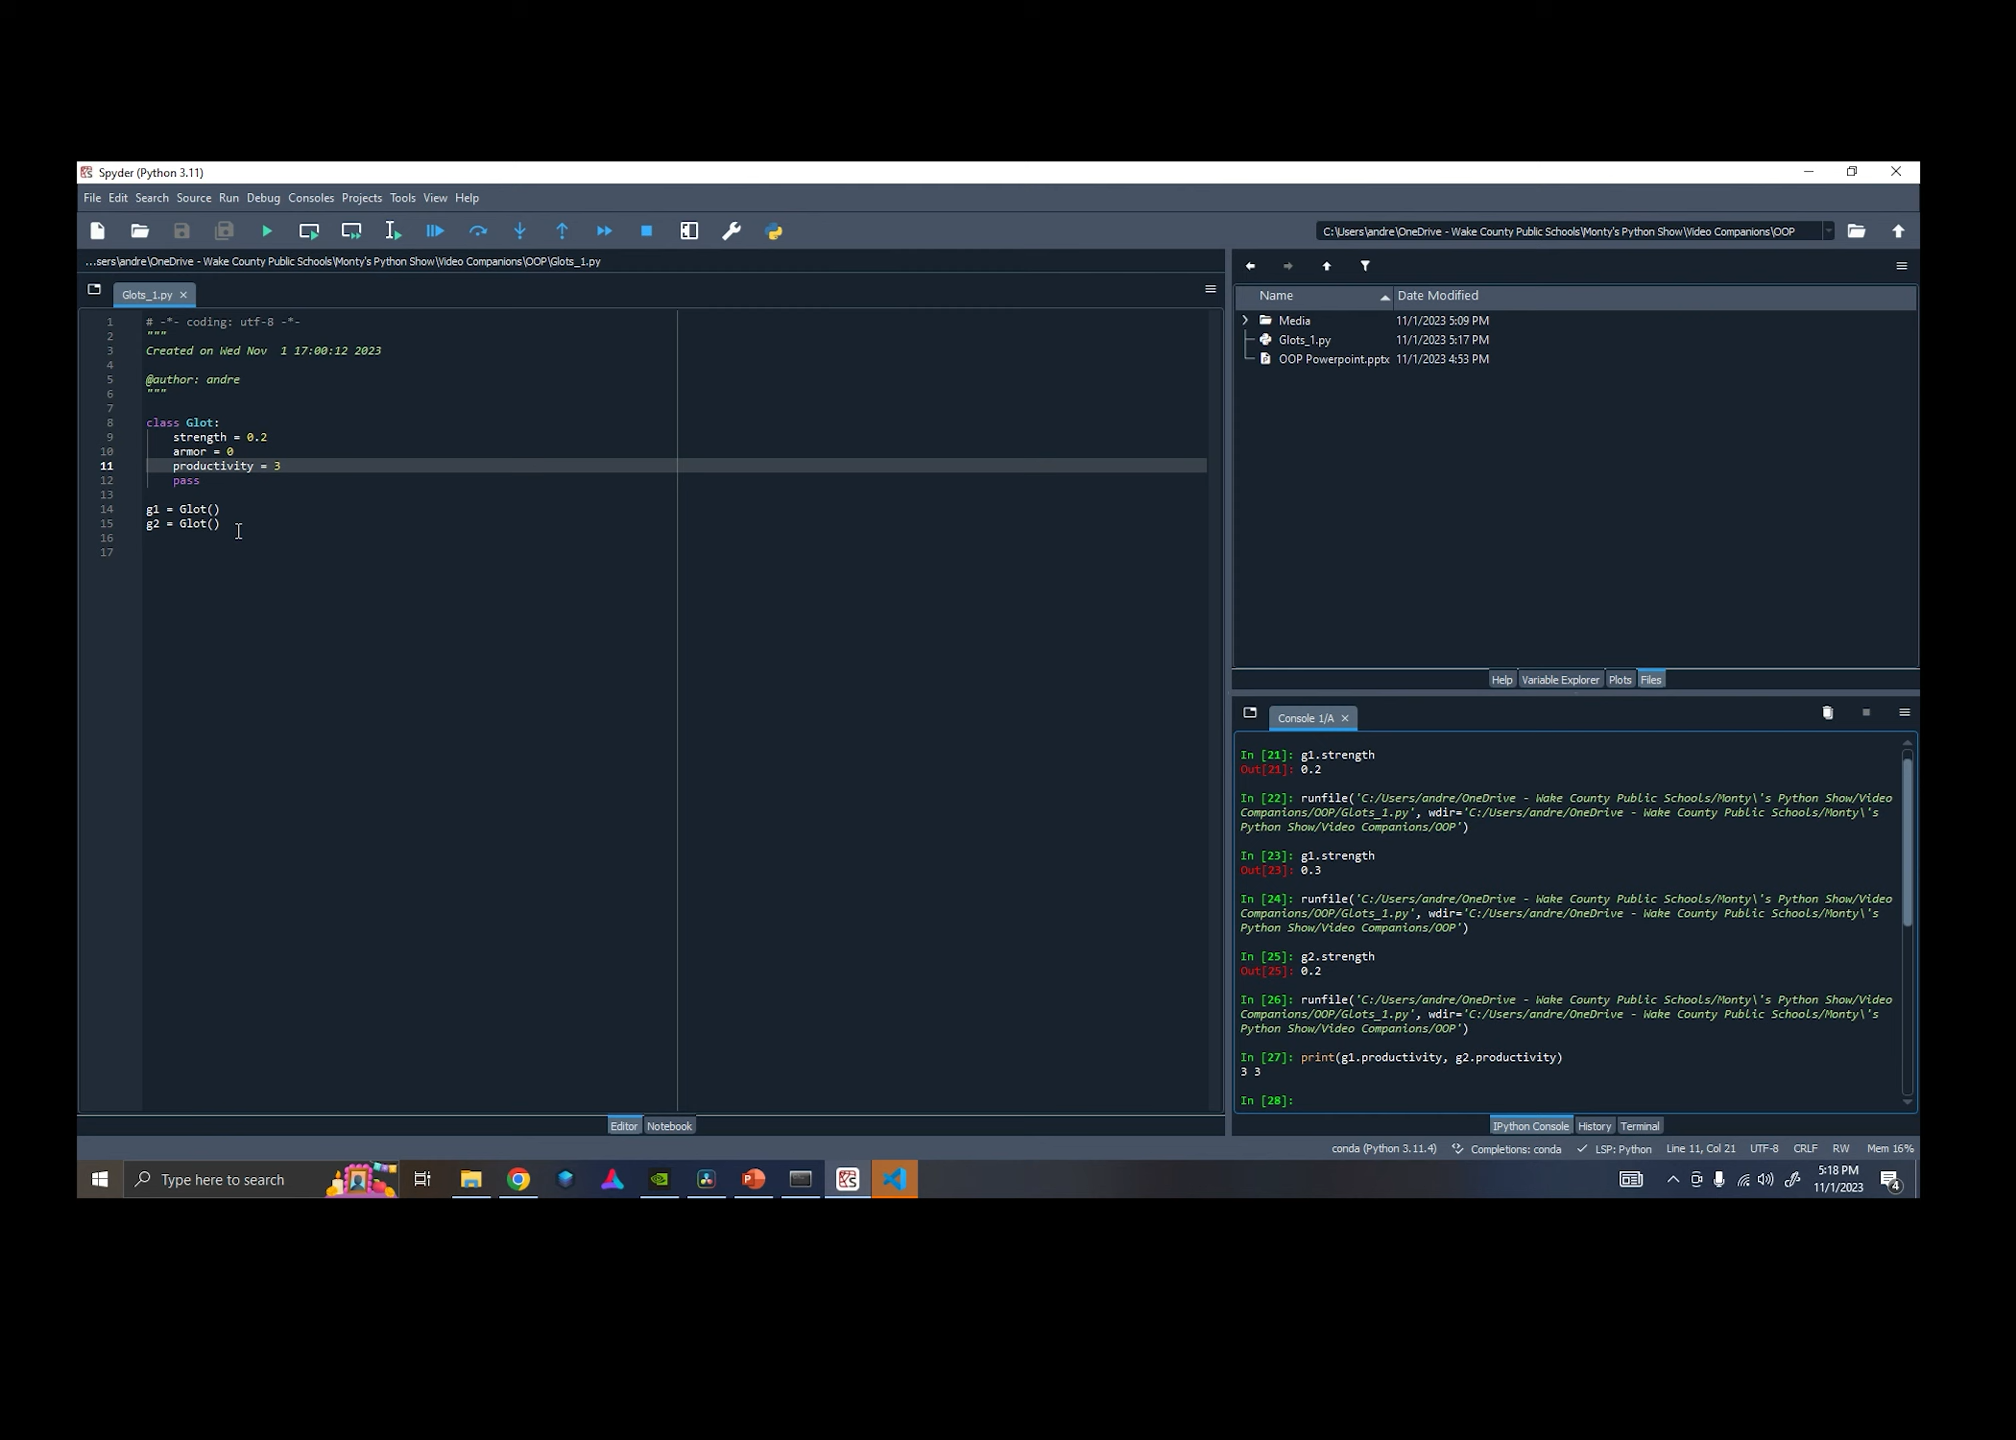 Spyder (Python 3.11)
File Edit Search Source Run Debug Consoles Projects Tools View Help
C:\Users\andre\OneDrive - Wake County Public Schools\Monty's Python Show\Video Companions\OOP
...sers\andre\OneDrive - Wake County Public Schools\Monty's Python Show\Video Companions\OOP\Glots_1.py
Glots_1.py
1 # -*- coding: utf-8 -*-
2 """
3 Created on Wed Nov  1 17:00:12 2023
4
5 @author: andre
6 """
7
8 class Glot:
9 strength = 0.2
10 armor = 0
11 productivity = 3
12 pass
13
14 g1 = Glot()
15 g2 = Glot()
16
17
Editor Notebook
Name Date Modified
Media 11/1/2023 5:09 PM
Glots_1.py 11/1/2023 5:17 PM
OOP Powerpoint.pptx 11/1/2023 4:53 PM
Help Variable Explorer Plots Files
Console 1/A
In [21]: g1.strength
Out[21]: 0.2
In [22]: runfile('C:/Users/andre/OneDrive - Wake County Public Schools/Monty\'s Python Show/Video
Companions/OOP/Glots_1.py', wdir='C:/Users/andre/OneDrive - Wake County Public Schools/Monty\'s
Python Show/Video Companions/OOP')
In [23]: g1.strength
Out[23]: 0.3
In [24]: runfile('C:/Users/andre/OneDrive - Wake County Public Schools/Monty\'s Python Show/Video
Companions/OOP/Glots_1.py', wdir='C:/Users/andre/OneDrive - Wake County Public Schools/Monty\'s
Python Show/Video Companions/OOP')
In [25]: g2.strength
Out[25]: 0.2
In [26]: runfile('C:/Users/andre/OneDrive - Wake County Public Schools/Monty\'s Python Show/Video
Companions/OOP/Glots_1.py', wdir='C:/Users/andre/OneDrive - Wake County Public Schools/Monty\'s
Python Show/Video Companions/OOP')
In [27]: print(g1.productivity, g2.productivity)
3 3
In [28]:
IPython Console History Terminal
conda (Python 3.11.4) Completions: conda LSP: Python Line 11, Col 21 UTF-8 CRLF RW Mem 16%
Type here to search
5:18 PM
11/1/2023
4